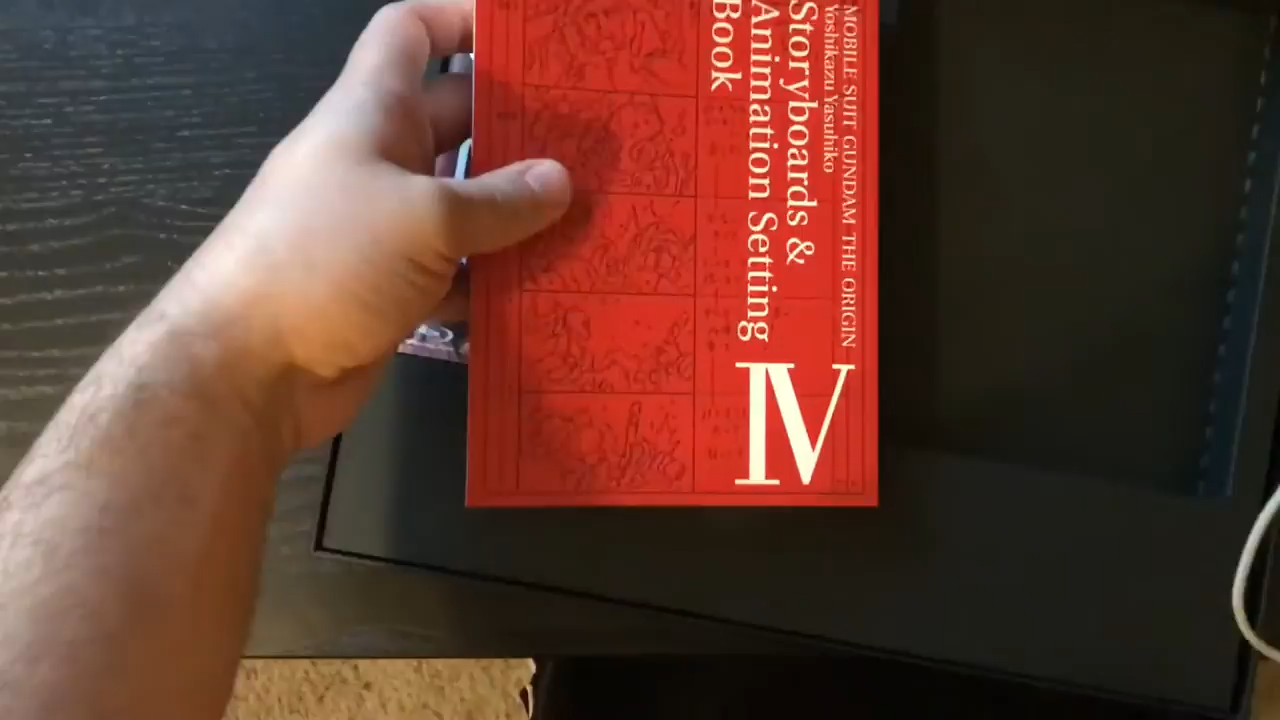 MOBILE SUIT GUNDAM THE ORIGIN
Yoshikazu Yasuhiko
Storyboards &
Animation Setting
Book
IV